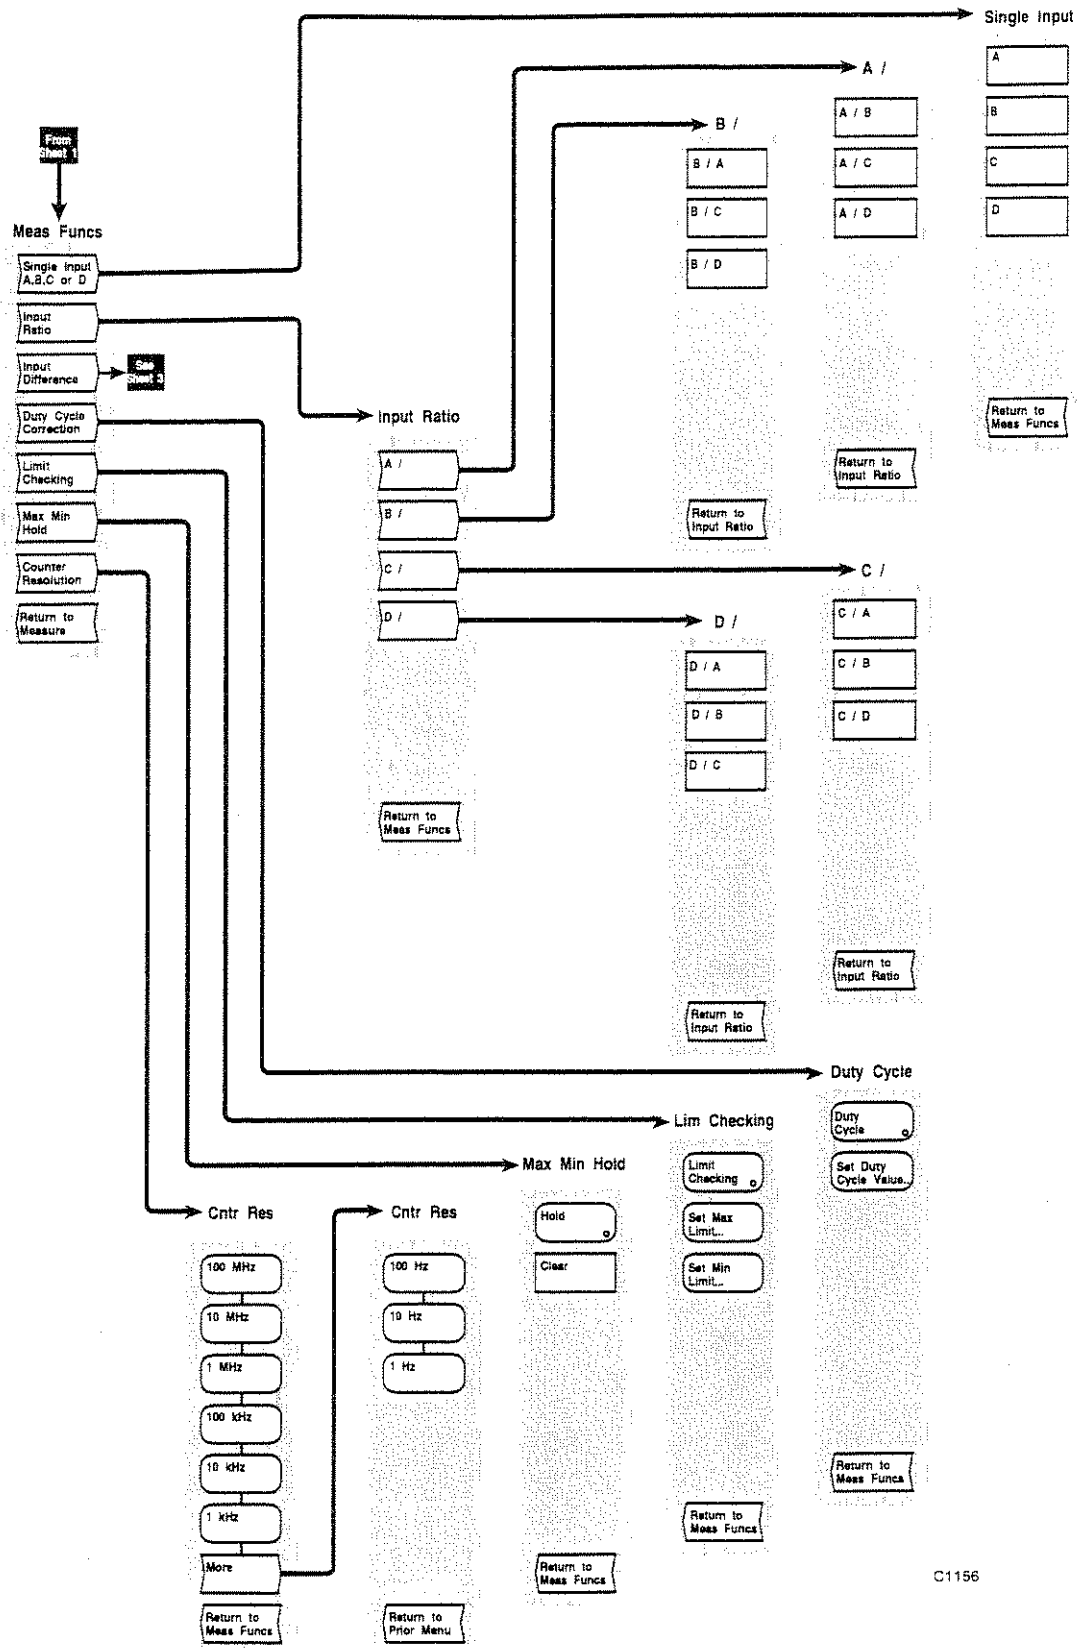 From
Sheet 1
Meas Funcs
Single Input
A,B,C or D
Input
Ratio
Input
Difference
See
Sheet 3
Duty Cycle
Correction
Limit
Checking
Max Min
Hold
Counter
Resolution
Return to
Measure
Input Ratio
A /
B /
C /
D /
Return to
Meas Funcs
B /
B / A
B / C
B / D
Return to
Input Ratio
A /
A / B
A / C
A / D
Return to
Input Ratio
Single Input
A
B
C
D
Return to
Meas Funcs
D /
D / A
D / B
D / C
Return to
Input Ratio
C /
C / A
C / B
C / D
Return to
Input Ratio
Cntr Res
100 MHz
10 MHz
1 MHz
100 kHz
10 kHz
1 kHz
More
Return to
Meas Funcs
Cntr Res
100 Hz
10 Hz
1 Hz
Return to
Prior Menu
Max Min Hold
Hold
Clear
Return to
Meas Funcs
Lim Checking
Limit
Checking
Set Max
Limit...
Set Min
Limit...
Return to
Meas Funcs
Duty Cycle
Duty
Cycle
Set Duty
Cycle Value...
Return to
Meas Funcs
C1156